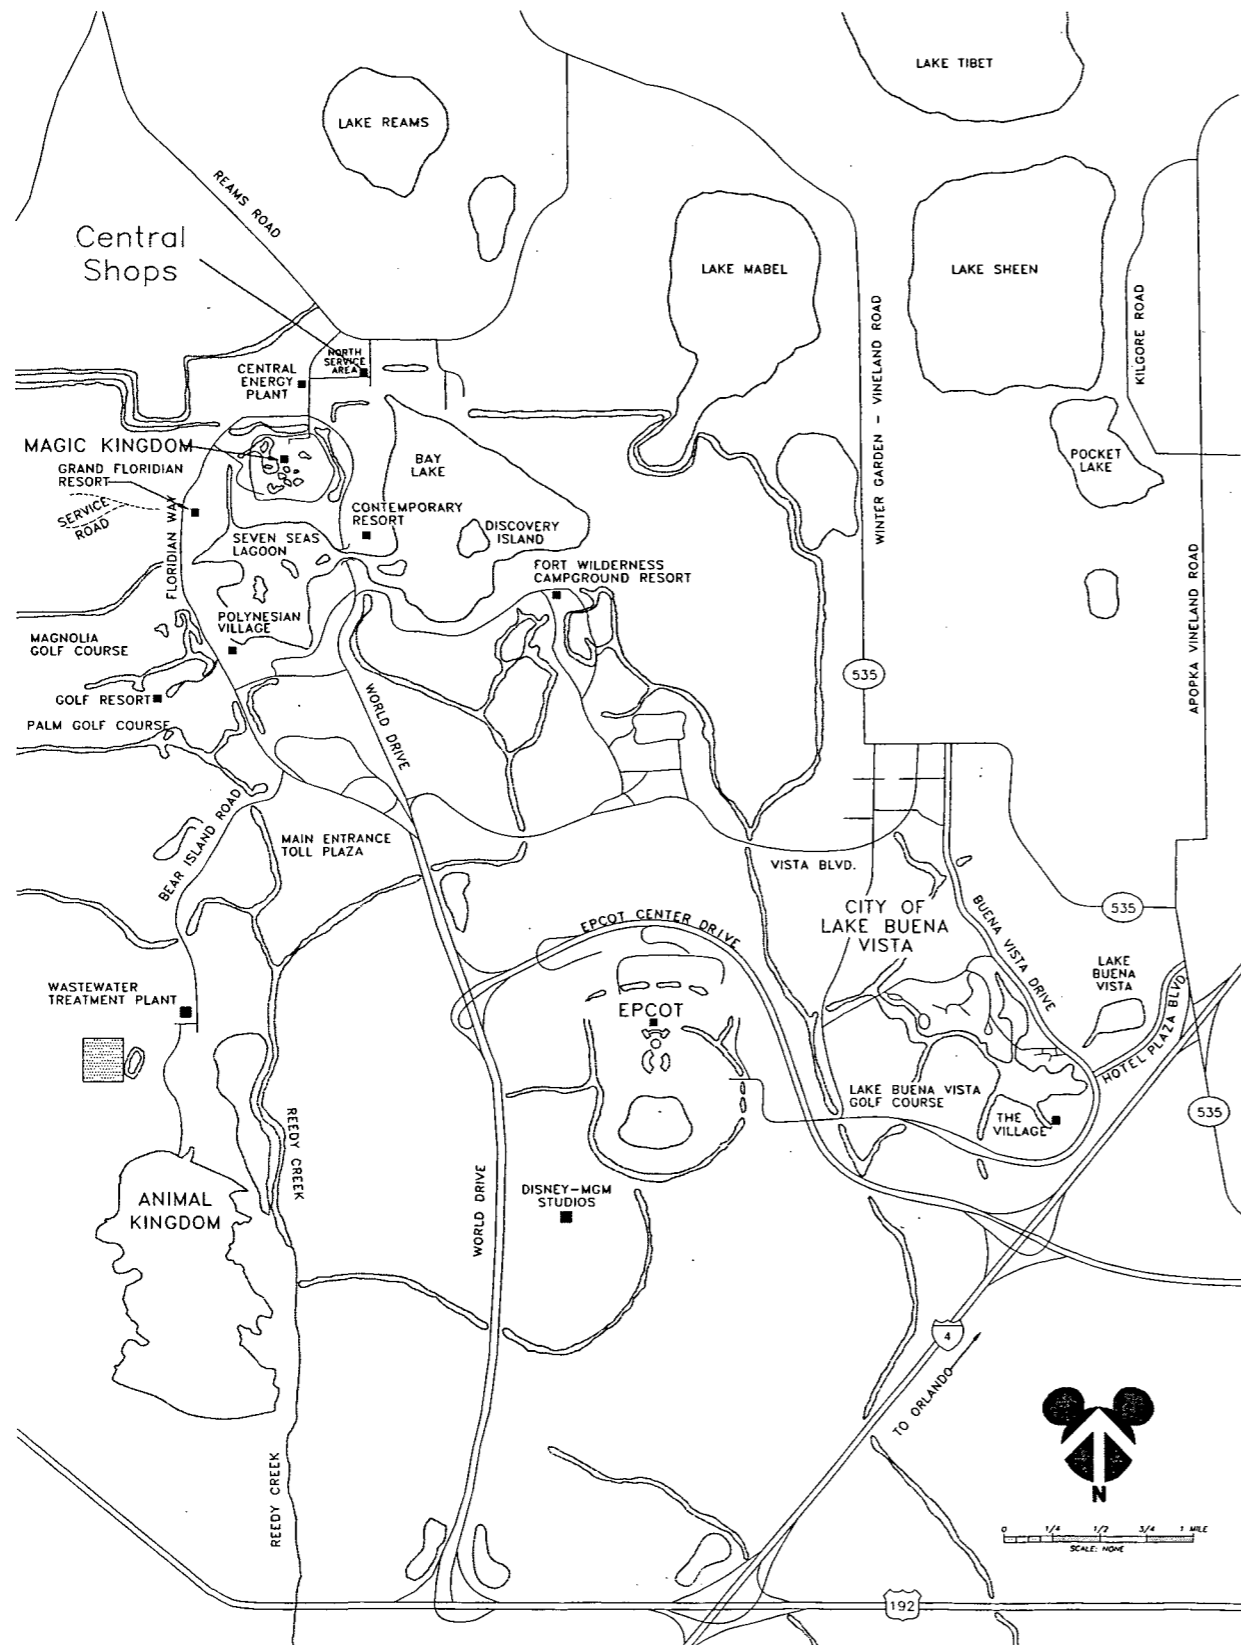 LAKE TIBET
LAKE REAMS
REAMS ROAD
Central
Shops
LAKE MABEL
LAKE SHEEN
KILGORE ROAD
WINTER GARDEN - VINELAND ROAD
NORTH
SERVICE
AREA
CENTRAL
ENERGY
PLANT
MAGIC KINGDOM
GRAND FLORIDIAN
RESORT
SERVICE
ROAD
FLORIDIAN WAY
BAY
LAKE
POCKET
LAKE
CONTEMPORARY
RESORT
DISCOVERY
ISLAND
SEVEN SEAS
LAGOON
FORT WILDERNESS
CAMPGROUND RESORT
APOPKA VINELAND ROAD
POLYNESIAN
VILLAGE
MAGNOLIA
GOLF COURSE
535
GOLF RESORT
PALM GOLF COURSE
WORLD DRIVE
BEAR ISLAND ROAD
MAIN ENTRANCE
TOLL PLAZA
VISTA BLVD.
CITY OF
LAKE BUENA
VISTA
BUENA VISTA DRIVE
535
EPCOT CENTER DRIVE
LAKE
BUENA
VISTA
WASTEWATER
TREATMENT PLANT
EPCOT
HOTEL PLAZA BLVD.
LAKE BUENA VISTA
GOLF COURSE
THE
VILLAGE
535
REEDY CREEK
ANIMAL
KINGDOM
WORLD DRIVE
DISNEY-MGM
STUDIOS
4
TO ORLANDO
REEDY CREEK
N
0 1/4 1/2 3/4 1 MILE
SCALE: NONE
192